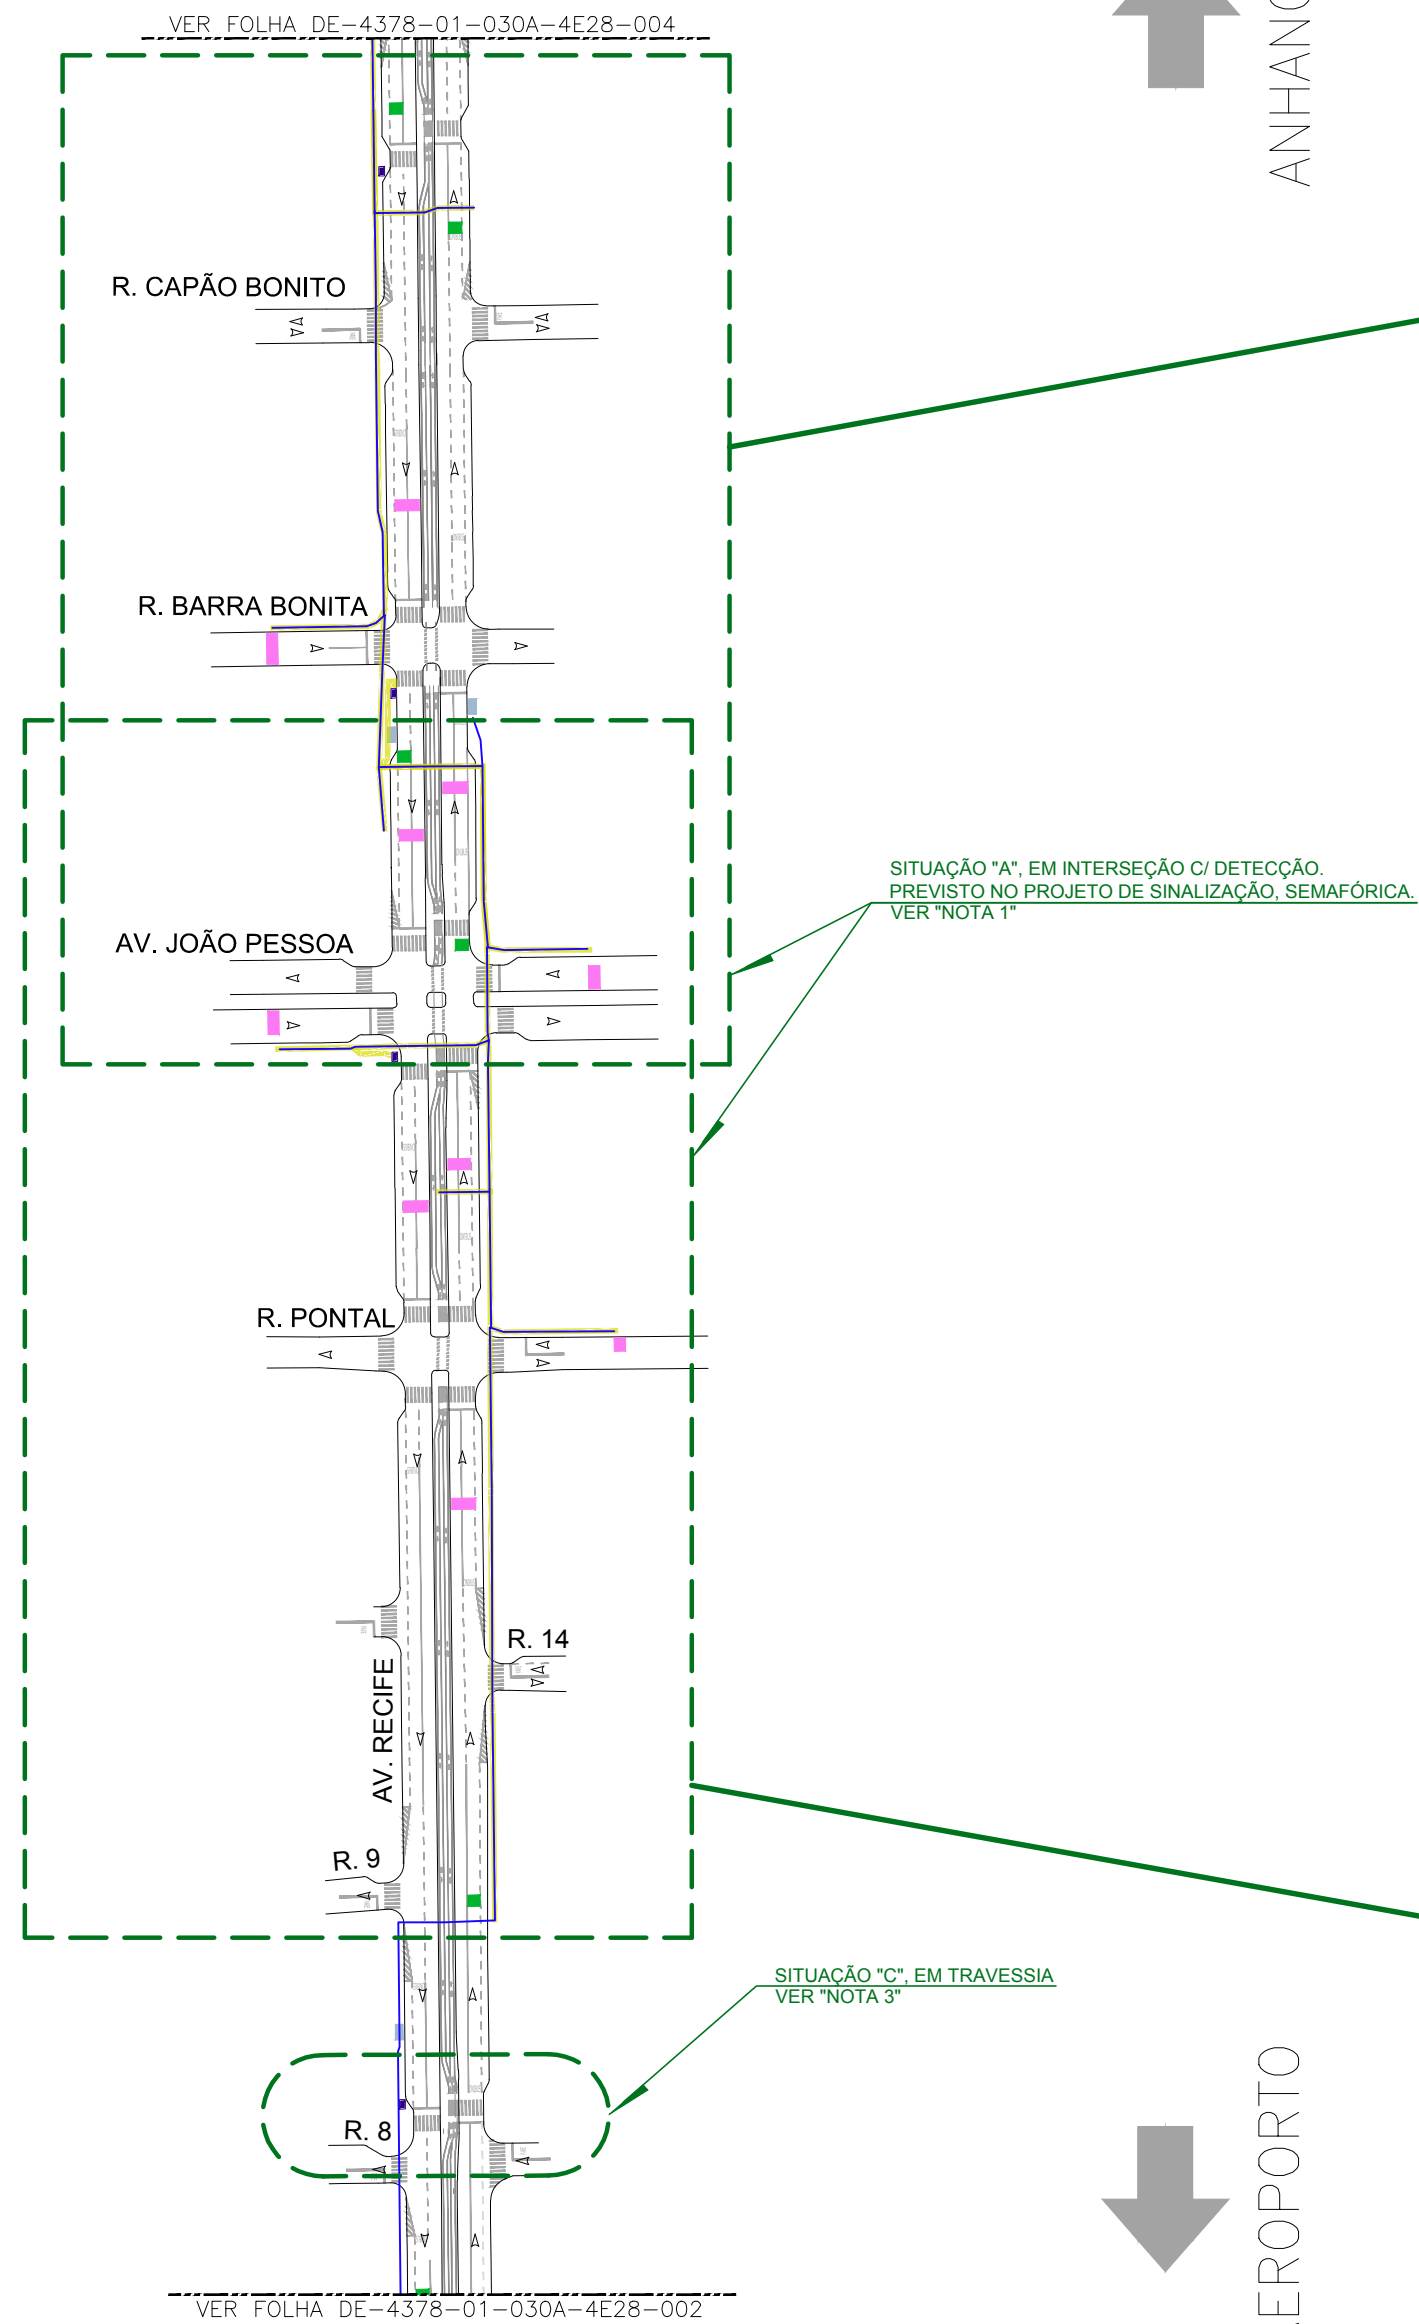 VER FOLHA DE-4378-01-030A-4E28-004
ANHANG
R. CAPÃO BONITO
R. BARRA BONITA
SITUAÇÃO "A", EM INTERSEÇÃO C/ DETECÇÃO.
PREVISTO NO PROJETO DE SINALIZAÇÃO, SEMAFÓRICA.
VER "NOTA 1"
AV. JOÃO PESSOA
R. PONTAL
R. 14
AV. RECIFE
R. 9
SITUAÇÃO "C", EM TRAVESSIA
VER "NOTA 3"
R. 8
EROPORTO
VER FOLHA DE-4378-01-030A-4E28-002